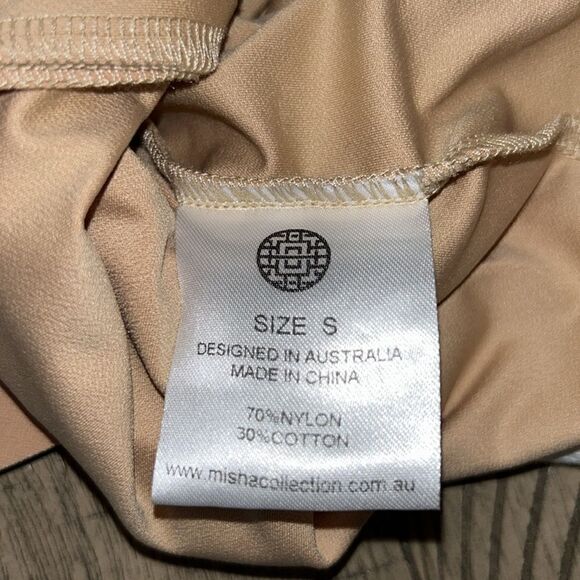 SIZE S
DESIGNED IN AUSTRALIA
MADE IN CHINA
70%NYLON
30%COTTON
www.mishacollection.com.au